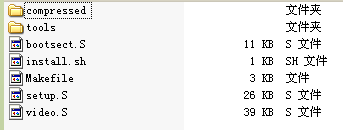 compressed 文件夹
tools 文件夹
bootsect.S 11 KB S 文件
install.sh 1 KB SH 文件
Makefile 3 KB 文件
setup.S 26 KB S 文件
video.S 39 KB S 文件